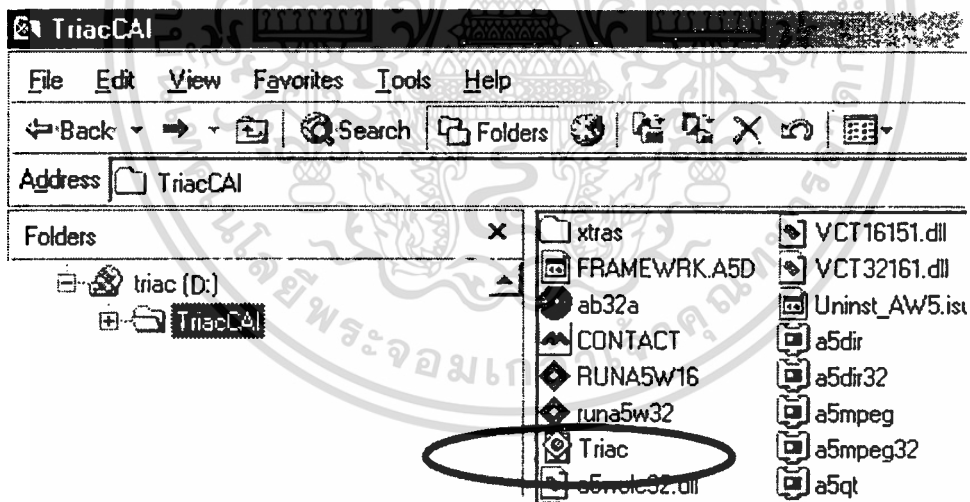 TriacCAI
File Edit View Favorites Tools Help
Back Search Folders
Address TriacCAI
Folders
triac (D:)
TriacCAI
xtras
FRAMEWRK.A5D
ab32a
CONTACT
RUNA5W16
runa5w32
Triac
VCT16151.dll
VCT32161.dll
Uninst_AW5.isu
a5dir
a5dir32
a5mpeg
a5mpeg32
a5qt